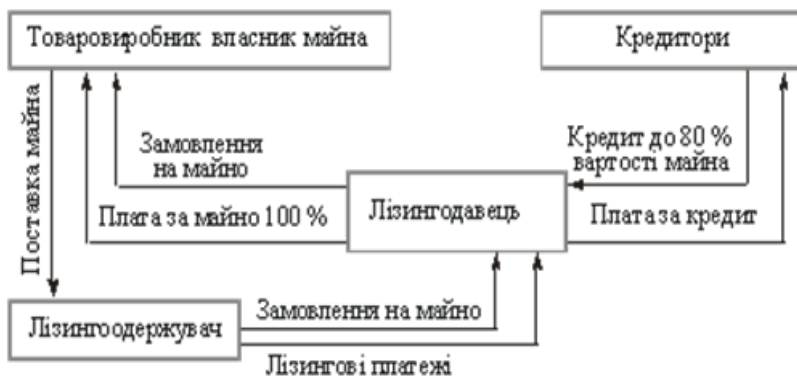 Товаровиробник власник майна
Кредитори
Поставка майна
Замовлення
на майно
Кредит до 80 %
вартості майна
Лізингодавець
Плата за майно 100 %
Плата за кредит
Лізингоодержувач
Замовлення на майно
Лізингові платежі